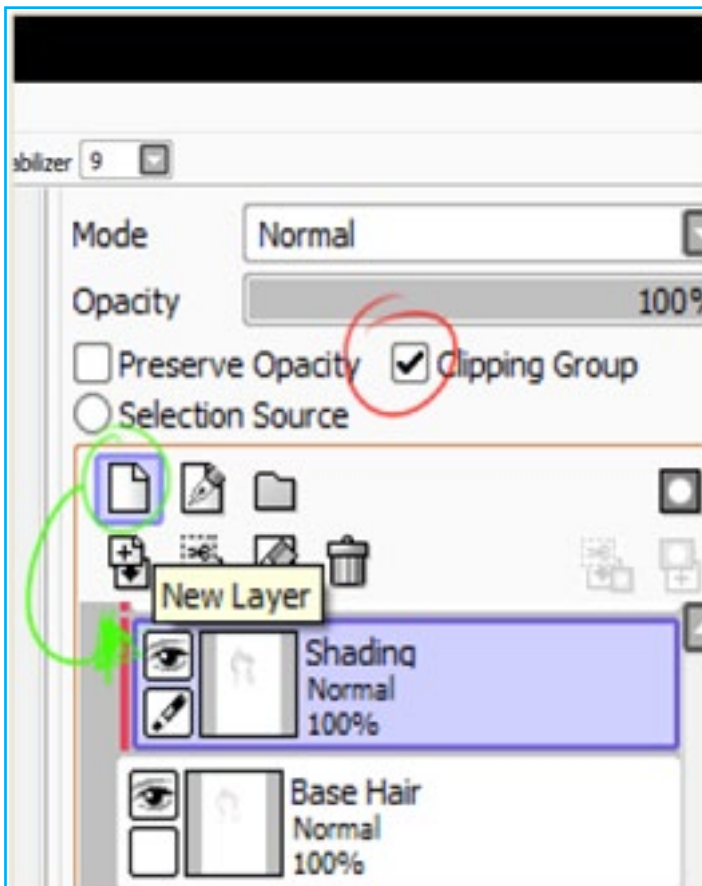 abilizer 9
Mode Normal
Opacity 100%
Preserve Opacity Clipping Group
Selection Source
New Layer
Shading
Normal
100%
Base Hair
Normal
100%